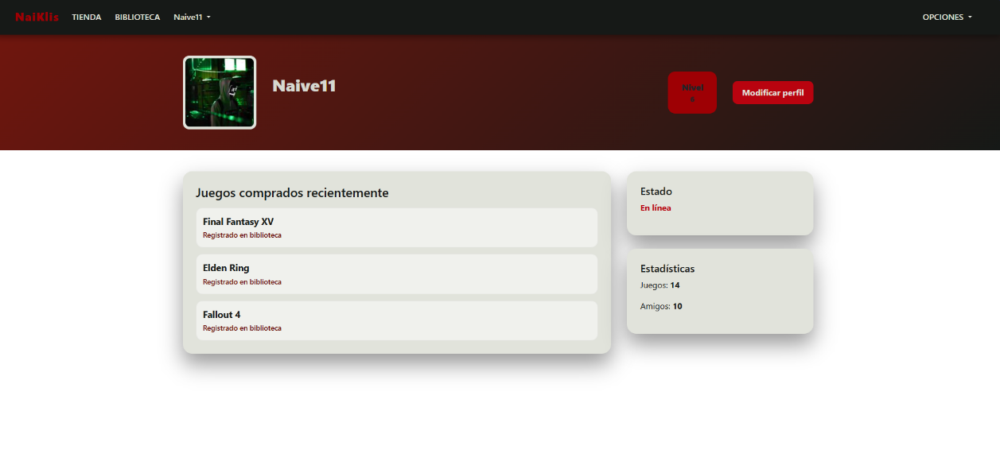 NaiKlis TIENDA BIBLIOTECA Naive11 OPCIONES
Naive11
Nivel
Modificar perfil
Juegos comprados recientemente
Final Fantasy XV
Registrado en biblioteca
Elden Ring
Registrado en biblioteca
Fallout 4
Registrado en biblioteca
Estado
En línea
Estadísticas
Juegos: 14
Amigos: 10